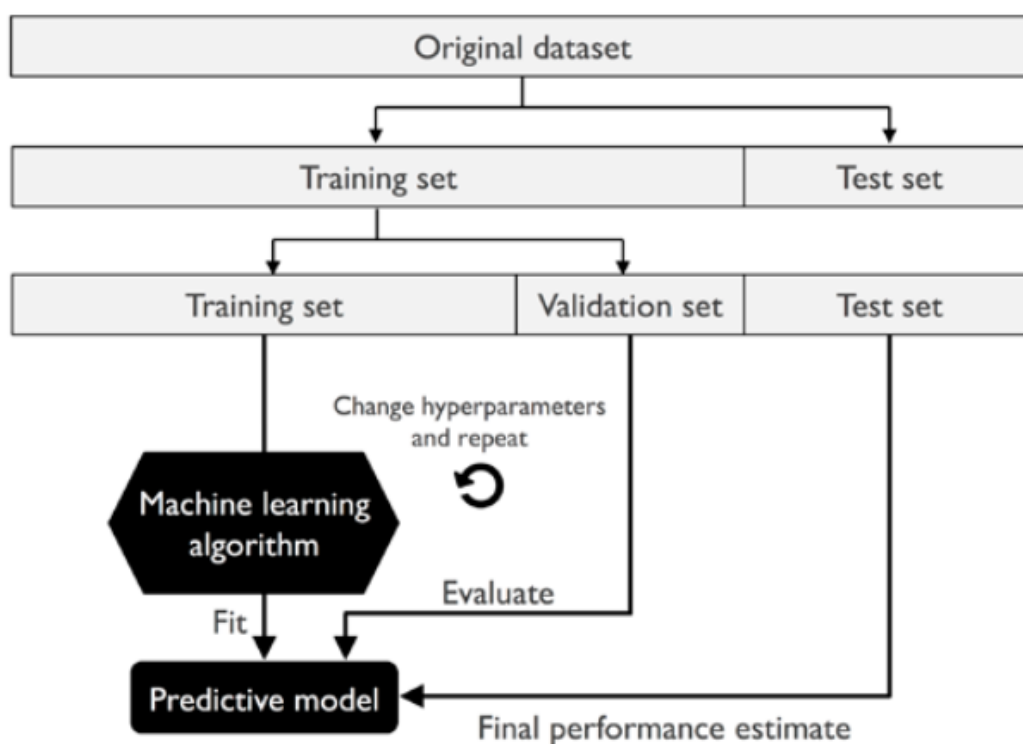 Original dataset
Training set
Test set
Training set
Validation set
Test set
Change hyperparameters
and repeat
Machine learning
algorithm
Evaluate
Fit
Predictive model
Final performance estimate